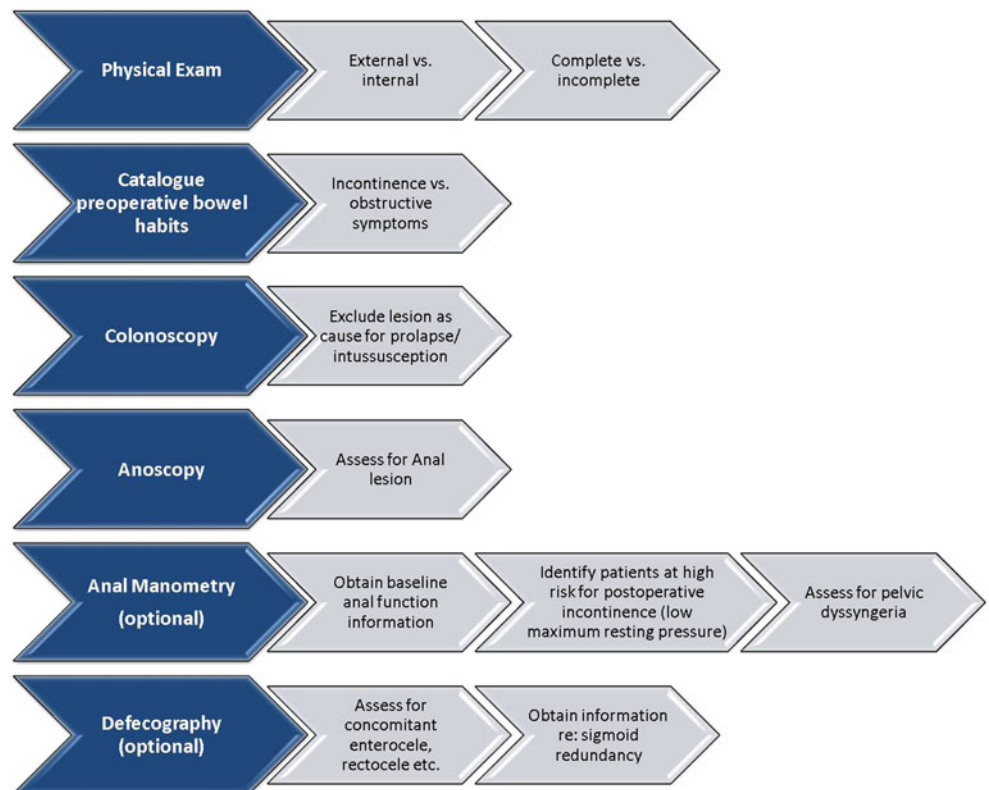 Physical Exam
External vs.
internal
Complete vs.
incomplete
Catalogue
preoperative bowel
habits
Incontinence vs.
obstructive
symptoms
Colonoscopy
Exclude lesion as
cause for prolapse/
intussusception
Anoscopy
Assess for Anal
lesion
Anal Manometry
(optional)
Obtain baseline
anal function
information
Identify patients at high
risk for postoperative
incontinence (low
maximum resting pressure)
Assess for pelvic
dyssyngeria
Defecography
(optional)
Assess for
concomitant
enterocele,
rectocele etc.
Obtain information
re: sigmoid
redundancy